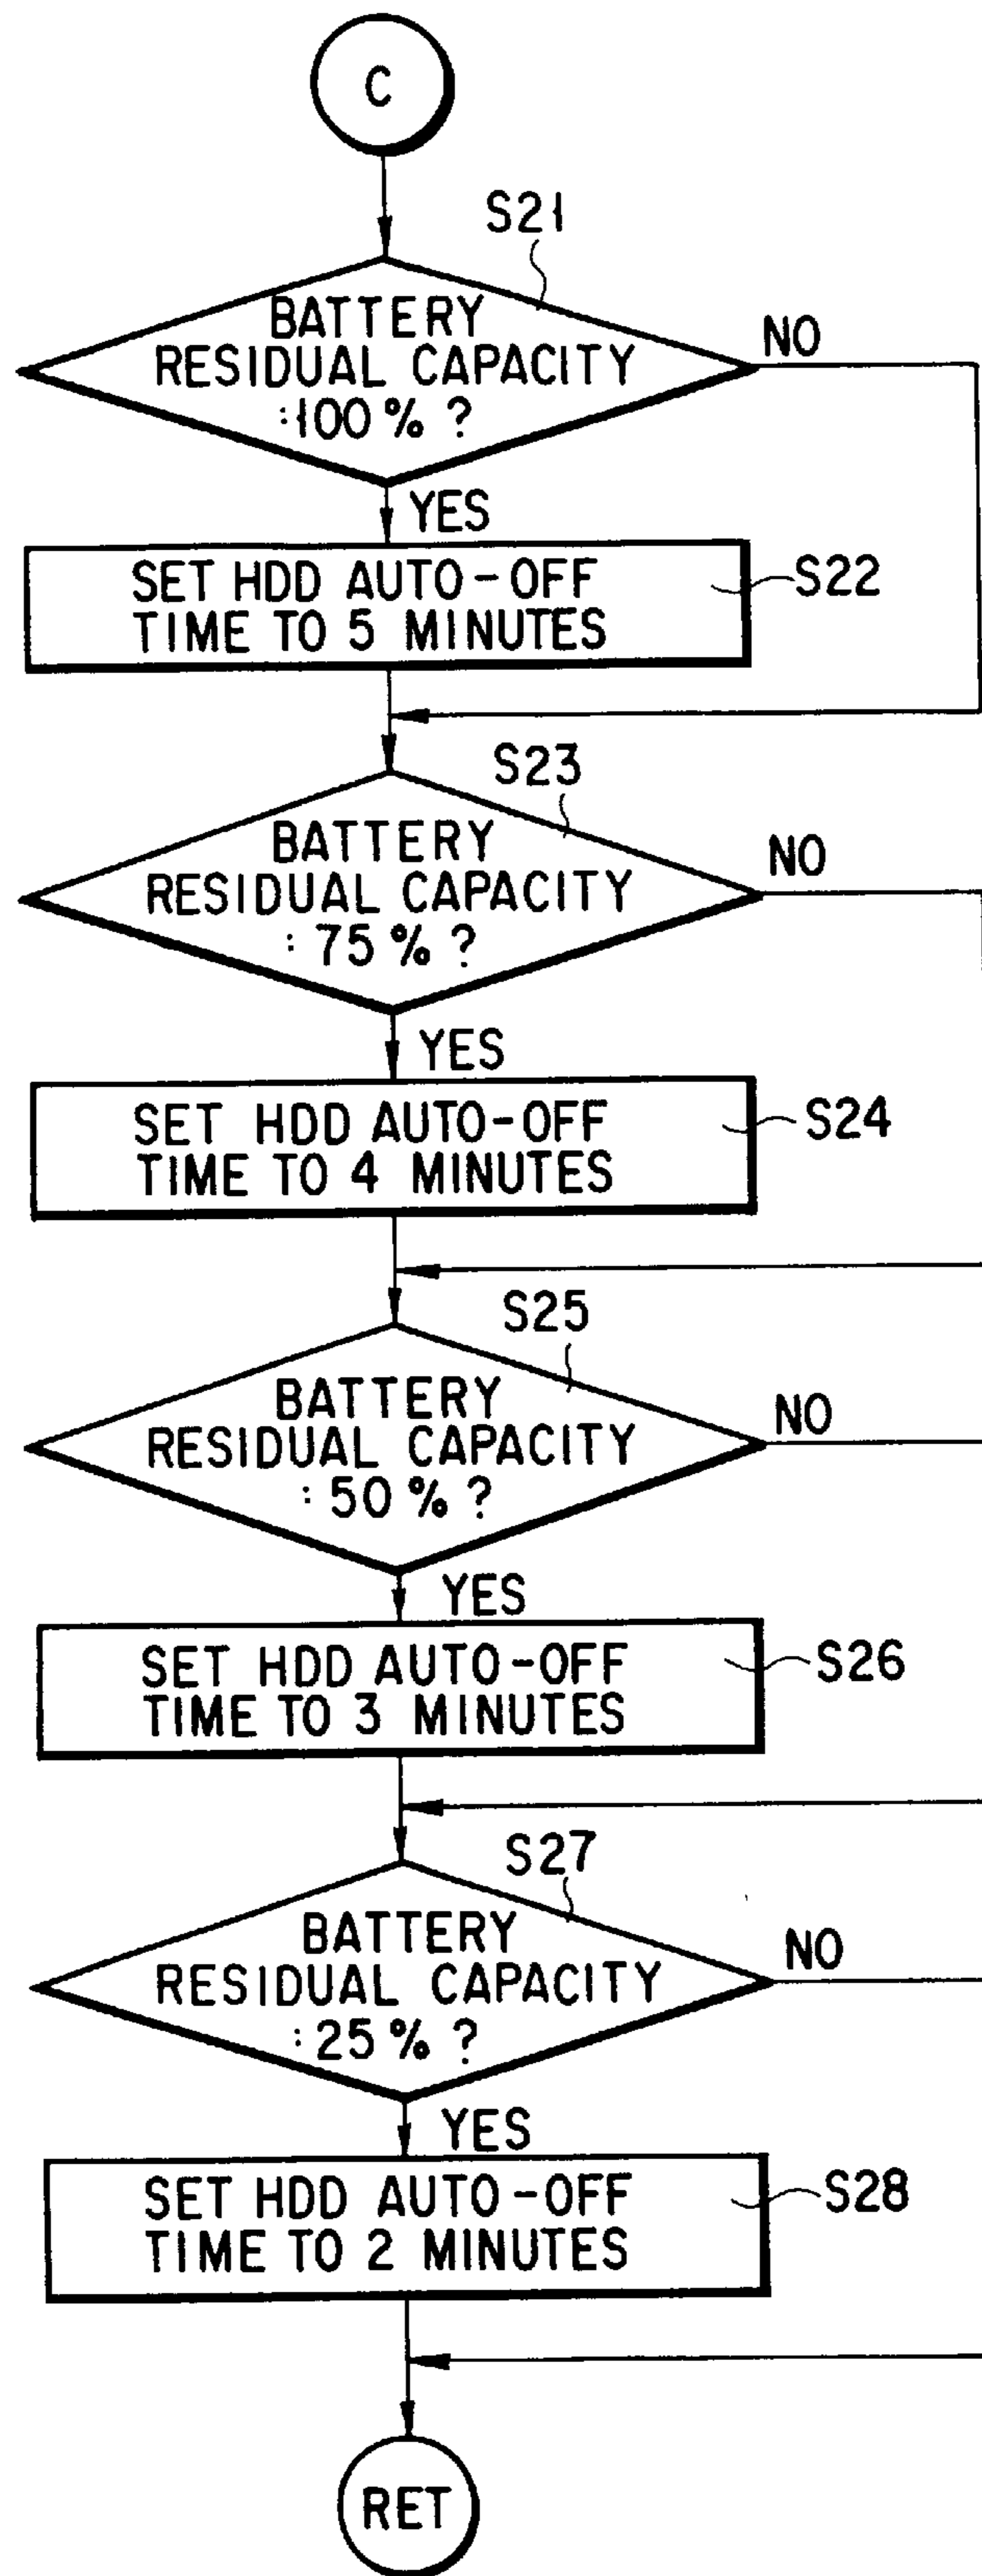 C
S21
BATTERY
RESIDUAL CAPACITY
:100 % ?
NO
YES
SET HDD AUTO-OFF
TIME TO 5 MINUTES
S22
S23
BATTERY
RESIDUAL CAPACITY
: 75 % ?
NO
YES
SET HDD AUTO-OFF
TIME TO 4 MINUTES
S24
S25
BATTERY
RESIDUAL CAPACITY
: 50 % ?
NO
YES
SET HDD AUTO-OFF
TIME TO 3 MINUTES
S26
S27
BATTERY
RESIDUAL CAPACITY
: 25 % ?
NO
YES
SET HDD AUTO-OFF
TIME TO 2 MINUTES
S28
RET